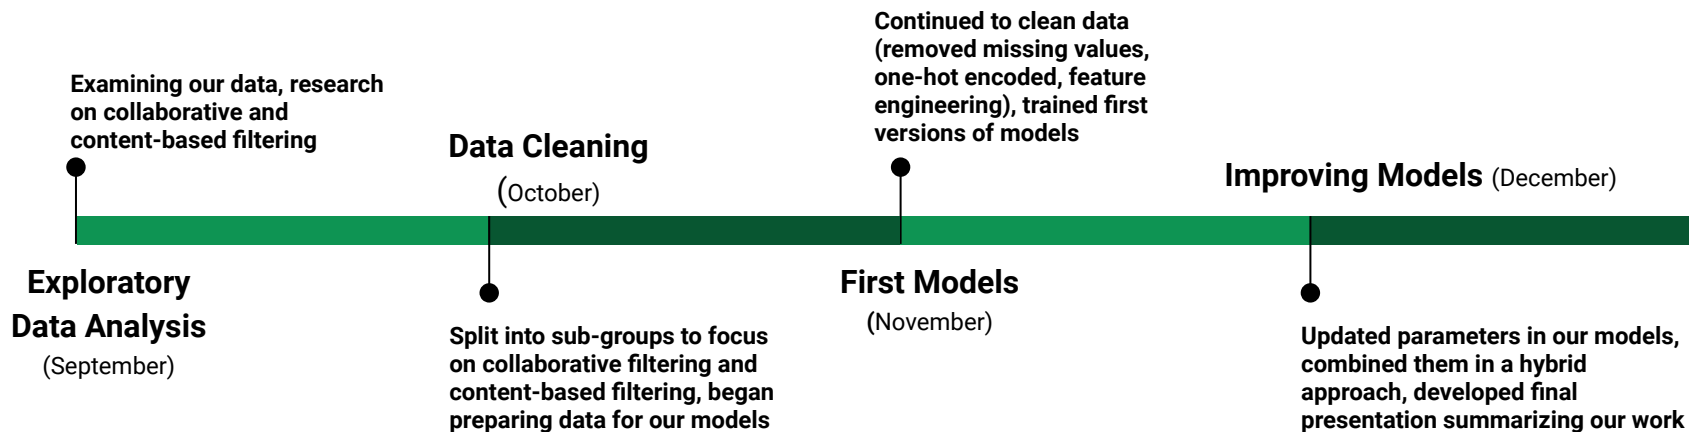 Examining our data, research
on collaborative and
content-based filtering
Exploratory
Data Analysis
(September)
Data Cleaning
(October)
Split into sub-groups to focus
on collaborative filtering and
content-based filtering, began
preparing data for our models
Continued to clean data
(removed missing values,
one-hot encoded, feature
engineering), trained first
versions of models
First Models
(November)
Improving Models (December)
Updated parameters in our models,
combined them in a hybrid
approach, developed final
presentation summarizing our work